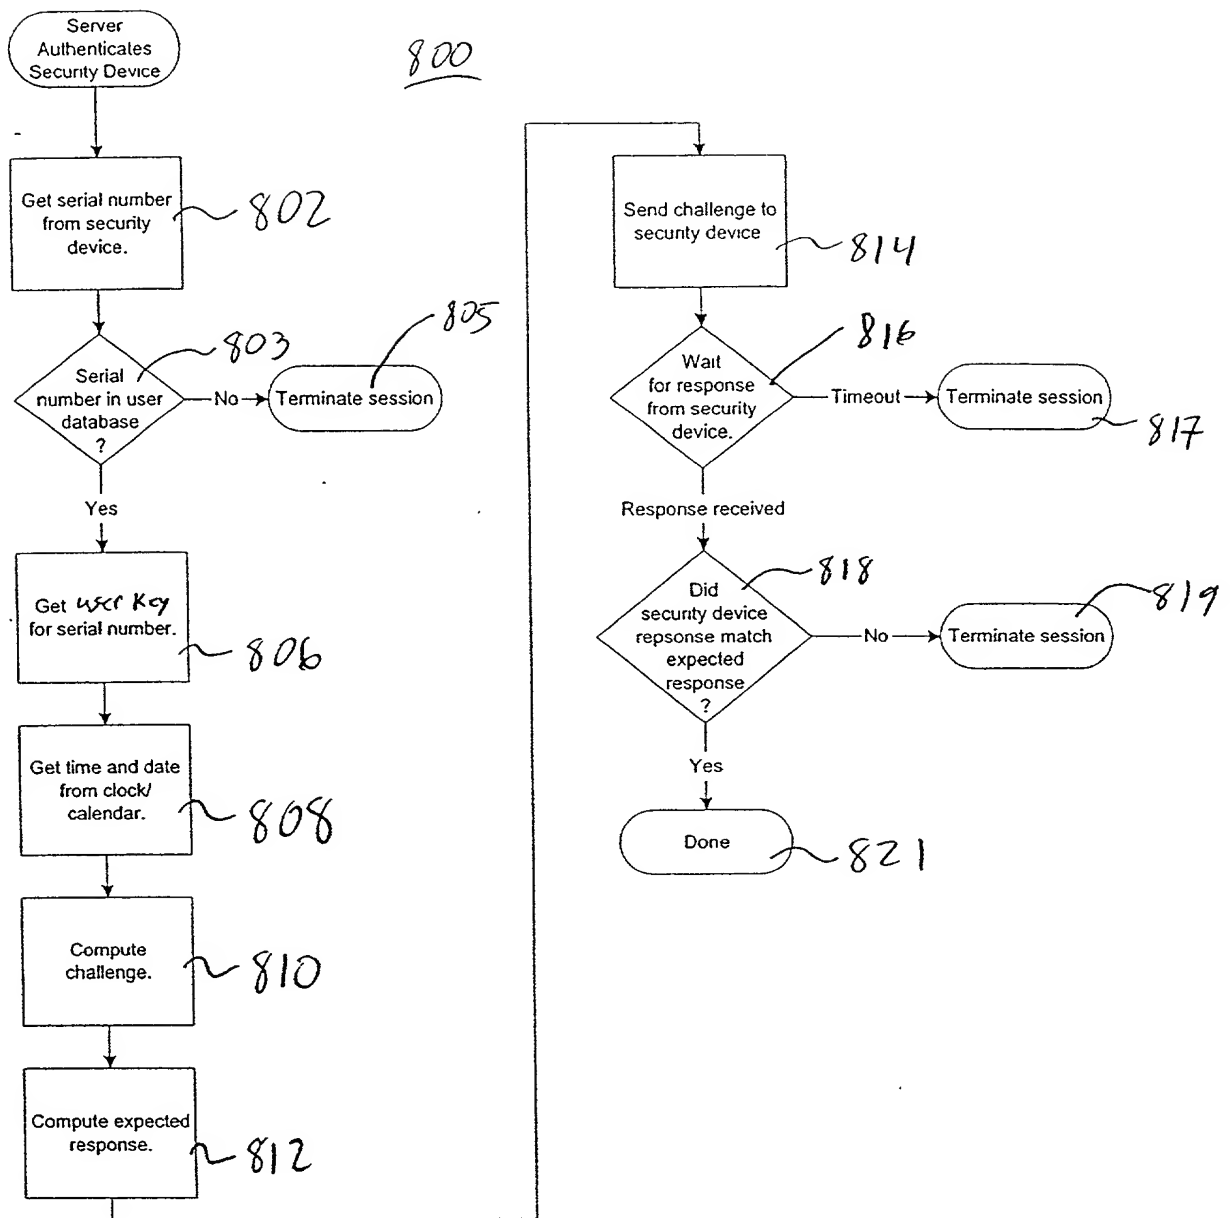 Server
Authenticates
Security Device
800
Get serial number
from security
device.
802
Serial
number in user
database
?
803
No
Terminate session
805
Yes
Get user Key
for serial number.
806
Get time and date
from clock/
calendar.
808
Compute
challenge.
810
Compute expected
response.
812
Send challenge to
security device
814
Wait
for response
from security
device.
816
Timeout
Terminate session
817
Response received
Did
security device
repsonse match
expected
response
?
818
No
Terminate session
819
Yes
Done
821